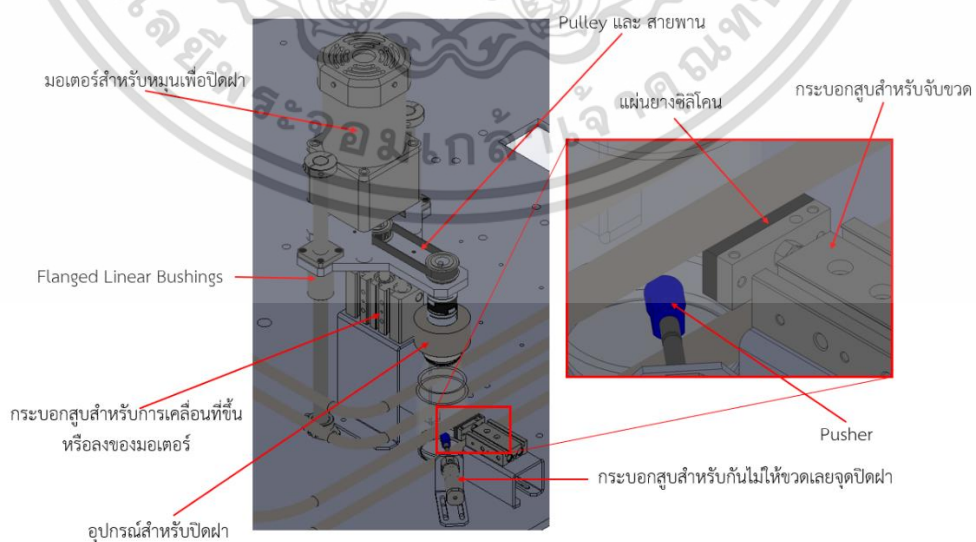 Pulley และ สายพาน
มอเตอร์สำหรับหมุนเพื่อปิดฝา
แผ่นยางซิลิโคน
กระบอกสูบสำหรับจับขวด
Flanged Linear Bushings
กระบอกสูบสำหรับการเคลื่อนที่ขึ้น
หรือลงของมอเตอร์
Pusher
กระบอกสูบสำหรับกันไม่ให้ขวดเลยจุดปิดฝา
อุปกรณ์สำหรับปิดฝา